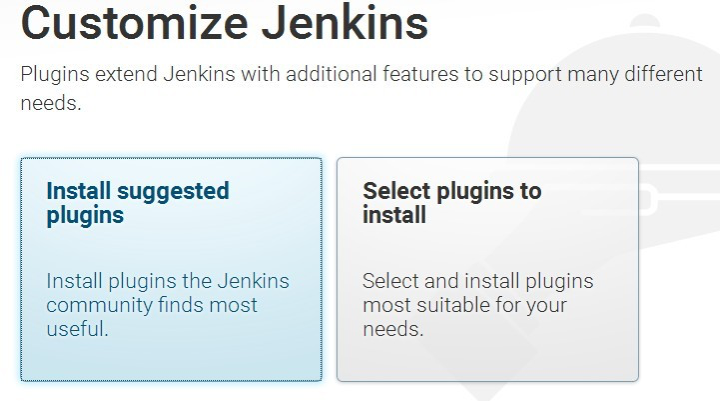 Customize Jenkins
Plugins extend Jenkins with additional features to support many different
needs.
Install suggested
plugins
Install plugins the Jenkins
community finds most
useful.
Select plugins to
install
Select and install plugins
most suitable for your
needs.